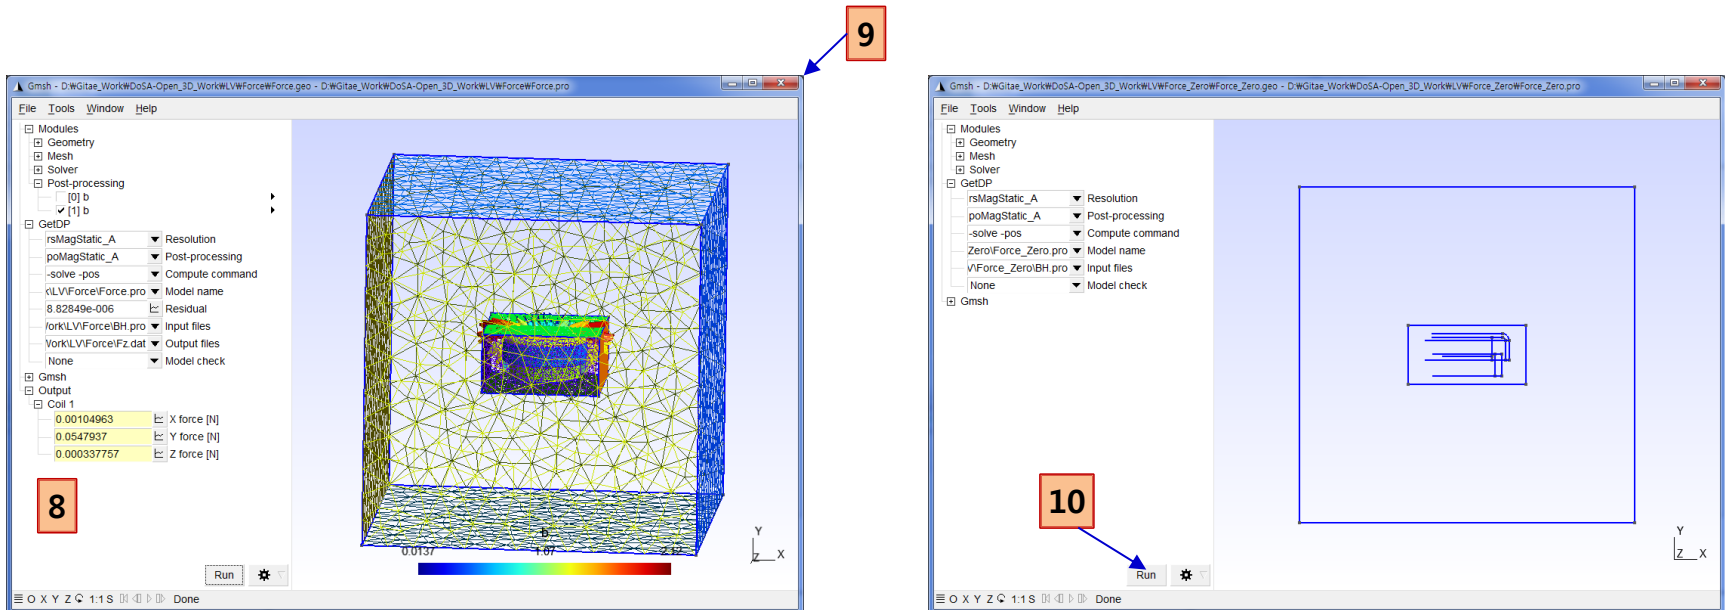 9
Gmsh - D:₩Gitae_Work₩DoSA-Open_3D_Work₩LV₩Force₩Force.geo - D:₩Gitae_Work₩DoSA-Open_3D_Work₩LV₩Force₩Force.pro
File Tools Window Help
Modules
Geometry
Mesh
Solver
Post-processing
[0] b
[1] b
GetDP
rsMagStatic_A Resolution
poMagStatic_A Post-processing
-solve -pos Compute command
\LV\Force\Force.pro Model name
8.82849e-006 Residual
/ork\LV\Force\BH.pro Input files
Vork\LV\Force\Fz.dat Output files
None Model check
Gmsh
Output
Coil 1
0.00104963 X force [N]
0.0547937 Y force [N]
0.000337757 Z force [N]
8
b
0.0137 1.07 2.12
Y
Z X
Run
O X Y Z 1:1 S Done
Gmsh - D:₩Gitae_Work₩DoSA-Open_3D_Work₩LV₩Force_Zero₩Force_Zero.geo - D:₩Gitae_Work₩DoSA-Open_3D_Work₩LV₩Force_Zero₩Force_Zero.pro
File Tools Window Help
Modules
Geometry
Mesh
Solver
GetDP
rsMagStatic_A Resolution
poMagStatic_A Post-processing
-solve -pos Compute command
Zero\Force_Zero.pro Model name
V\Force_Zero\BH.pro Input files
None Model check
Gmsh
10
Y
Z X
Run
O X Y Z 1:1 S Done